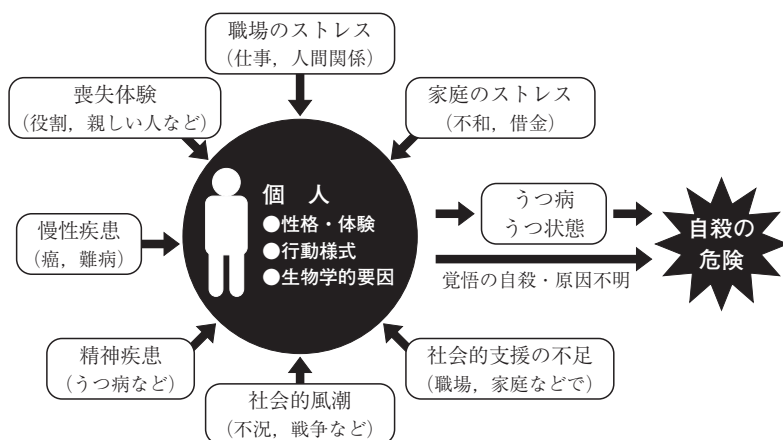 職場のストレス
（仕事，人間関係）
喪失体験
（役割，親しい人など）
家庭のストレス
（不和，借金）
個　人
●性格・体験
●行動様式
●生物学的要因
慢性疾患
（癌，難病）
うつ病
うつ状態
自殺の
危険
覚悟の自殺・原因不明
精神疾患
（うつ病など）
社会的風潮
（不況，戦争など）
社会的支援の不足
（職場，家庭などで）